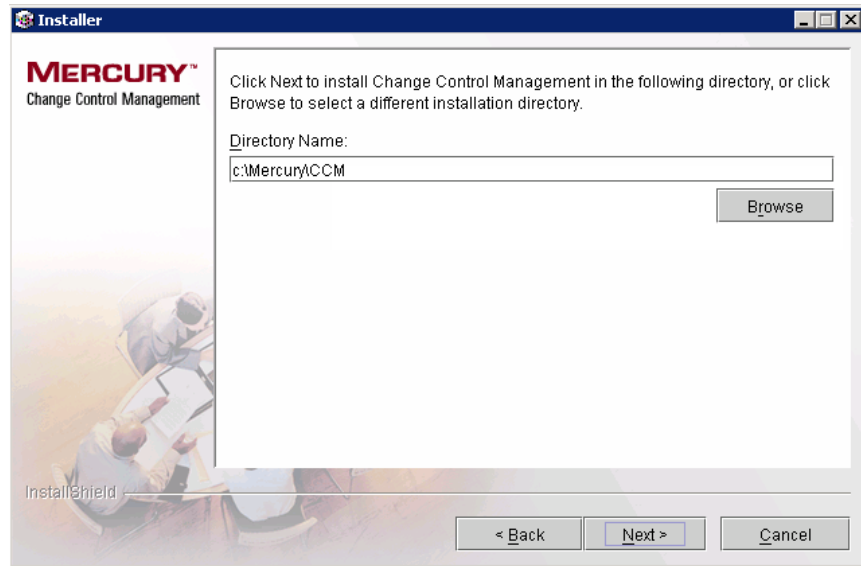 Installer
MERCURY™
Change Control Management
Click Next to install Change Control Management in the following directory, or click
Browse to select a different installation directory.
Directory Name:
c:\Mercury\CCM
Browse
InstallShield
< Back
Next >
Cancel